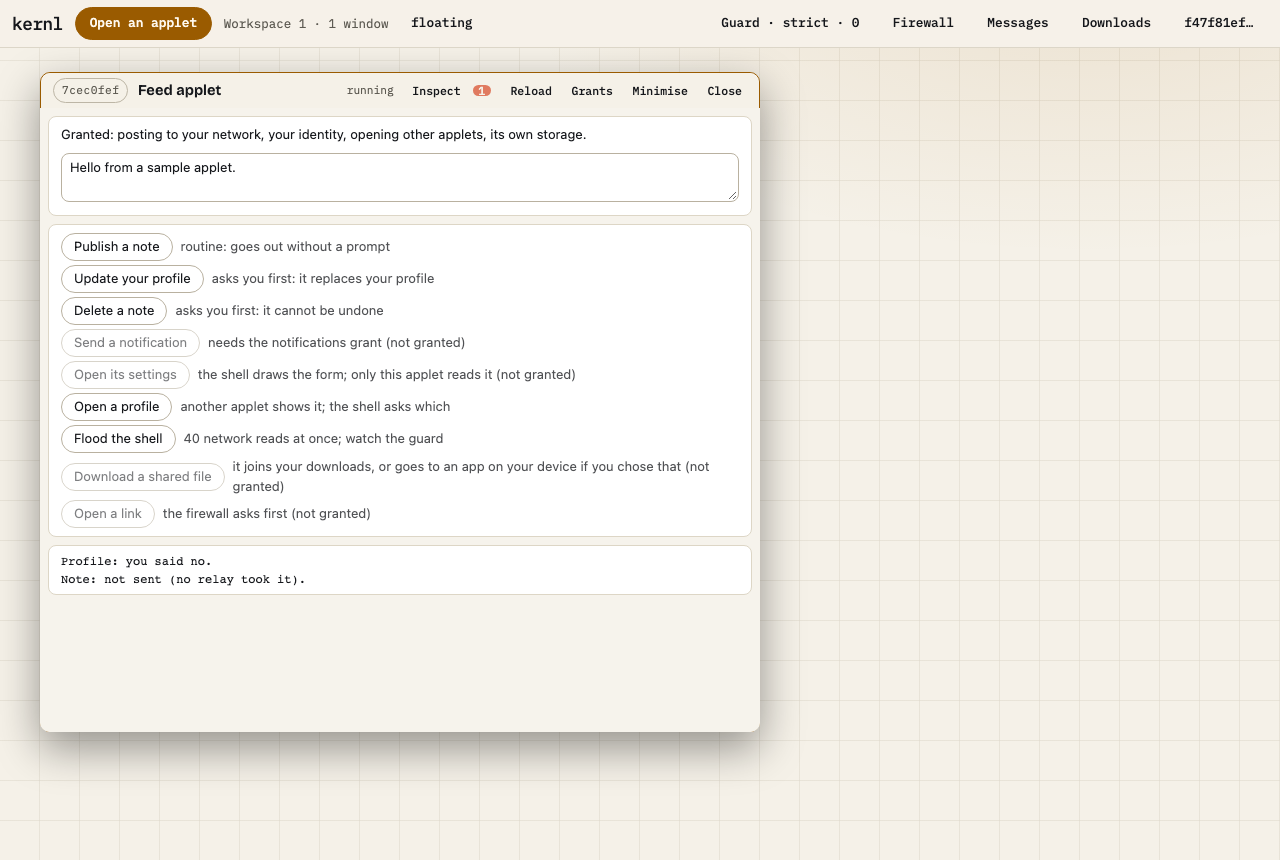 kernl Open an applet Workspace 1 · 1 window floating Guard · strict · 0 Firewall Messages Downloads f47f81ef…
7cec0fef Feed applet running Inspect 1 Reload Grants Minimise Close
Granted: posting to your network, your identity, opening other applets, its own storage.
Hello from a sample applet.
Publish a note routine: goes out without a prompt
Update your profile asks you first: it replaces your profile
Delete a note asks you first: it cannot be undone
Send a notification needs the notifications grant (not granted)
Open its settings the shell draws the form; only this applet reads it (not granted)
Open a profile another applet shows it; the shell asks which
Flood the shell 40 network reads at once; watch the guard
Download a shared file it joins your downloads, or goes to an app on your device if you chose that (not
granted)
Open a link the firewall asks first (not granted)
Profile: you said no.
Note: not sent (no relay took it).